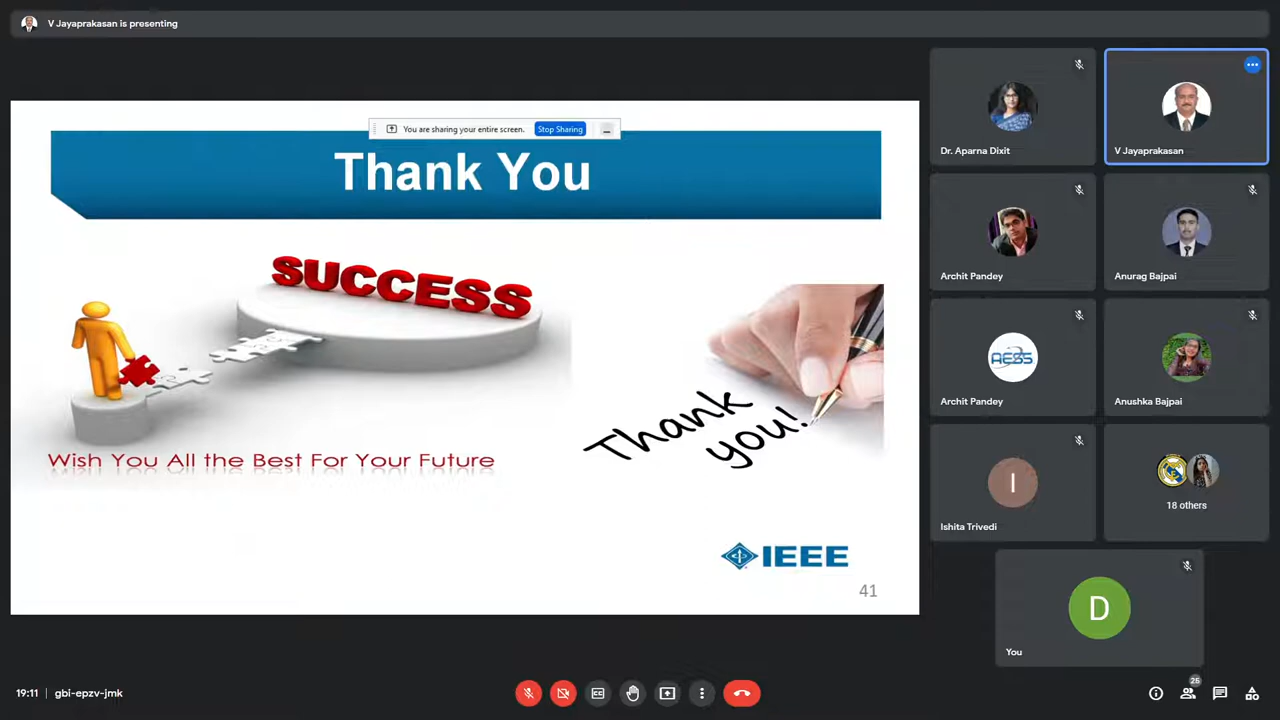 V Jayaprakasan is presenting
You are sharing your entire screen.
Stop Sharing
Thank You
SUCCESS
Wish You All the Best For Your Future
Thank
you!
IEEE
41
Dr. Aparna Dixit
V Jayaprakasan
Archit Pandey
Anurag Bajpai
AESS
Archit Pandey
Anushka Bajpai
I
Ishita Trivedi
18 others
D
You
19:11 | gbi-epzv-jmk
CC
25